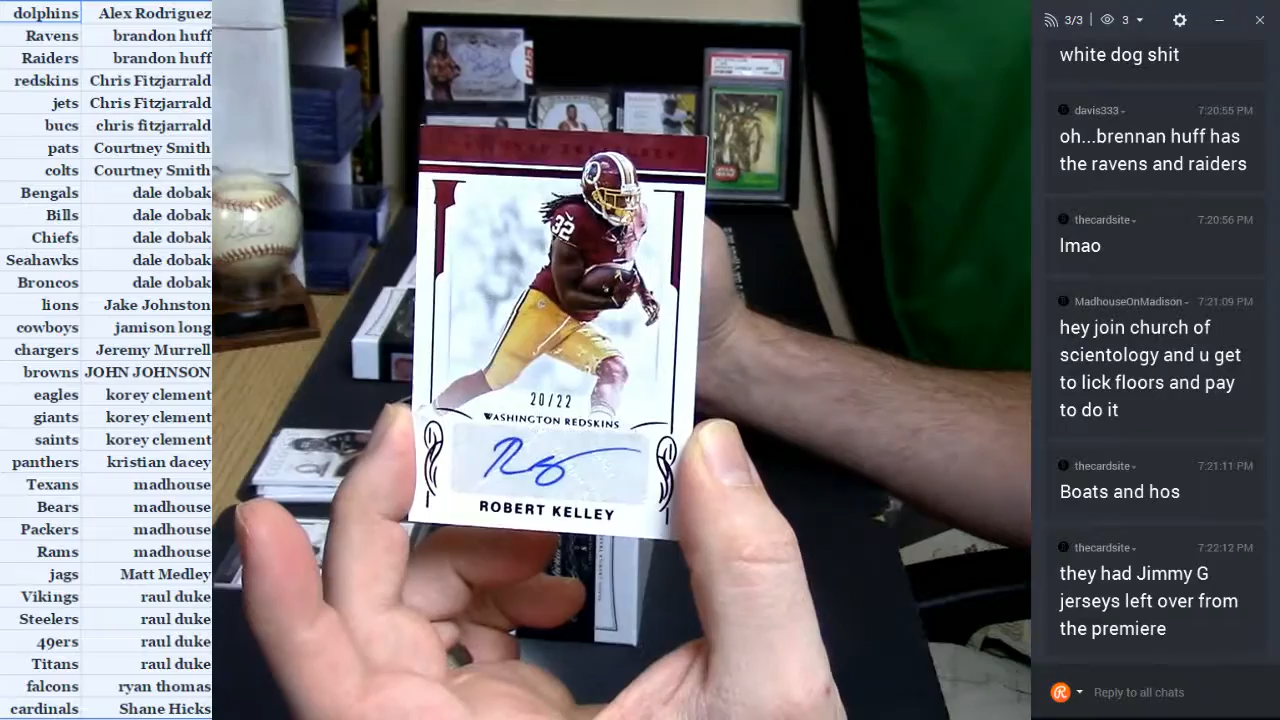 dolphins Alex Rodriguez
Ravens brandon huff
Raiders brandon huff
redskins Chris Fitzjarrald
jets Chris Fitzjarrald
bucs chris fitzjarrald
pats Courtney Smith
colts Courtney Smith
Bengals dale dobak
Bills dale dobak
Chiefs dale dobak
Seahawks dale dobak
Broncos dale dobak
lions Jake Johnston
cowboys jamison long
chargers Jeremy Murrell
browns JOHN JOHNSON
eagles korey clement
giants korey clement
saints korey clement
panthers kristian dacey
Texans madhouse
Bears madhouse
Packers madhouse
Rams madhouse
jags Matt Medley
Vikings raul duke
Steelers raul duke
49ers raul duke
Titans raul duke
falcons ryan thomas
cardinals Shane Hicks
32
20/22
WASHINGTON REDSKINS
ROBERT KELLEY
3/3 3
white dog shit
davis333 7:20:55 PM
oh...brennan huff has
the ravens and raiders
thecardsite 7:20:56 PM
lmao
MadhouseOnMadison 7:21:09 PM
hey join church of
scientology and u get
to lick floors and pay
to do it
thecardsite 7:21:11 PM
Boats and hos
thecardsite 7:22:12 PM
they had Jimmy G
jerseys left over from
the premiere
Reply to all chats